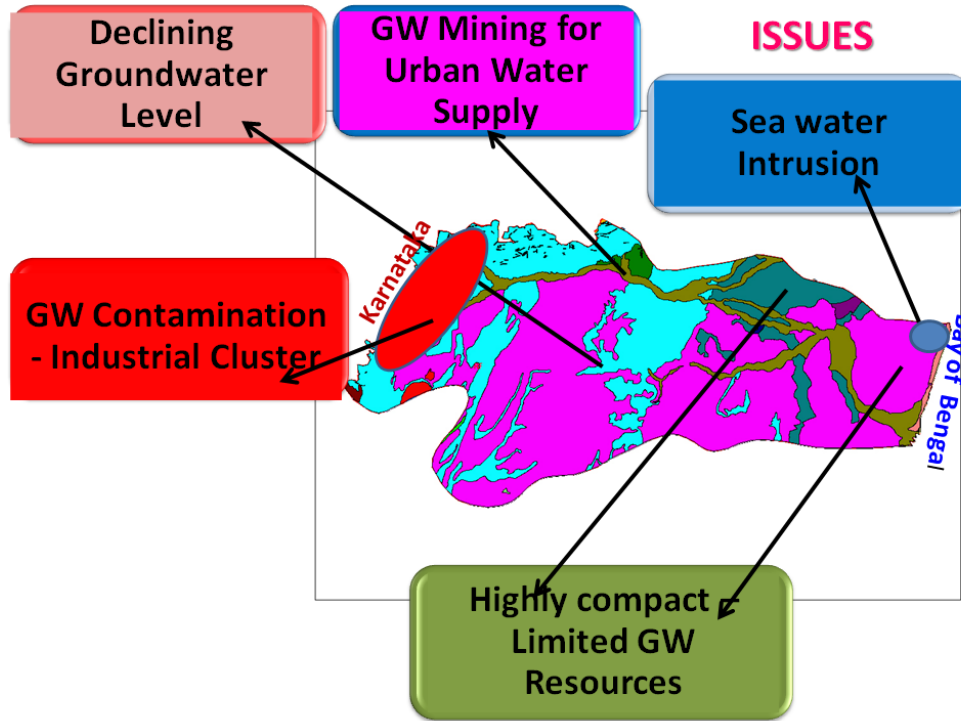 Declining
Groundwater
Level
GW Mining for
Urban Water
Supply
ISSUES
Sea water
Intrusion
Karnataka
GW Contamination
- Industrial Cluster
Bay of Bengal
Highly compact –
Limited GW
Resources